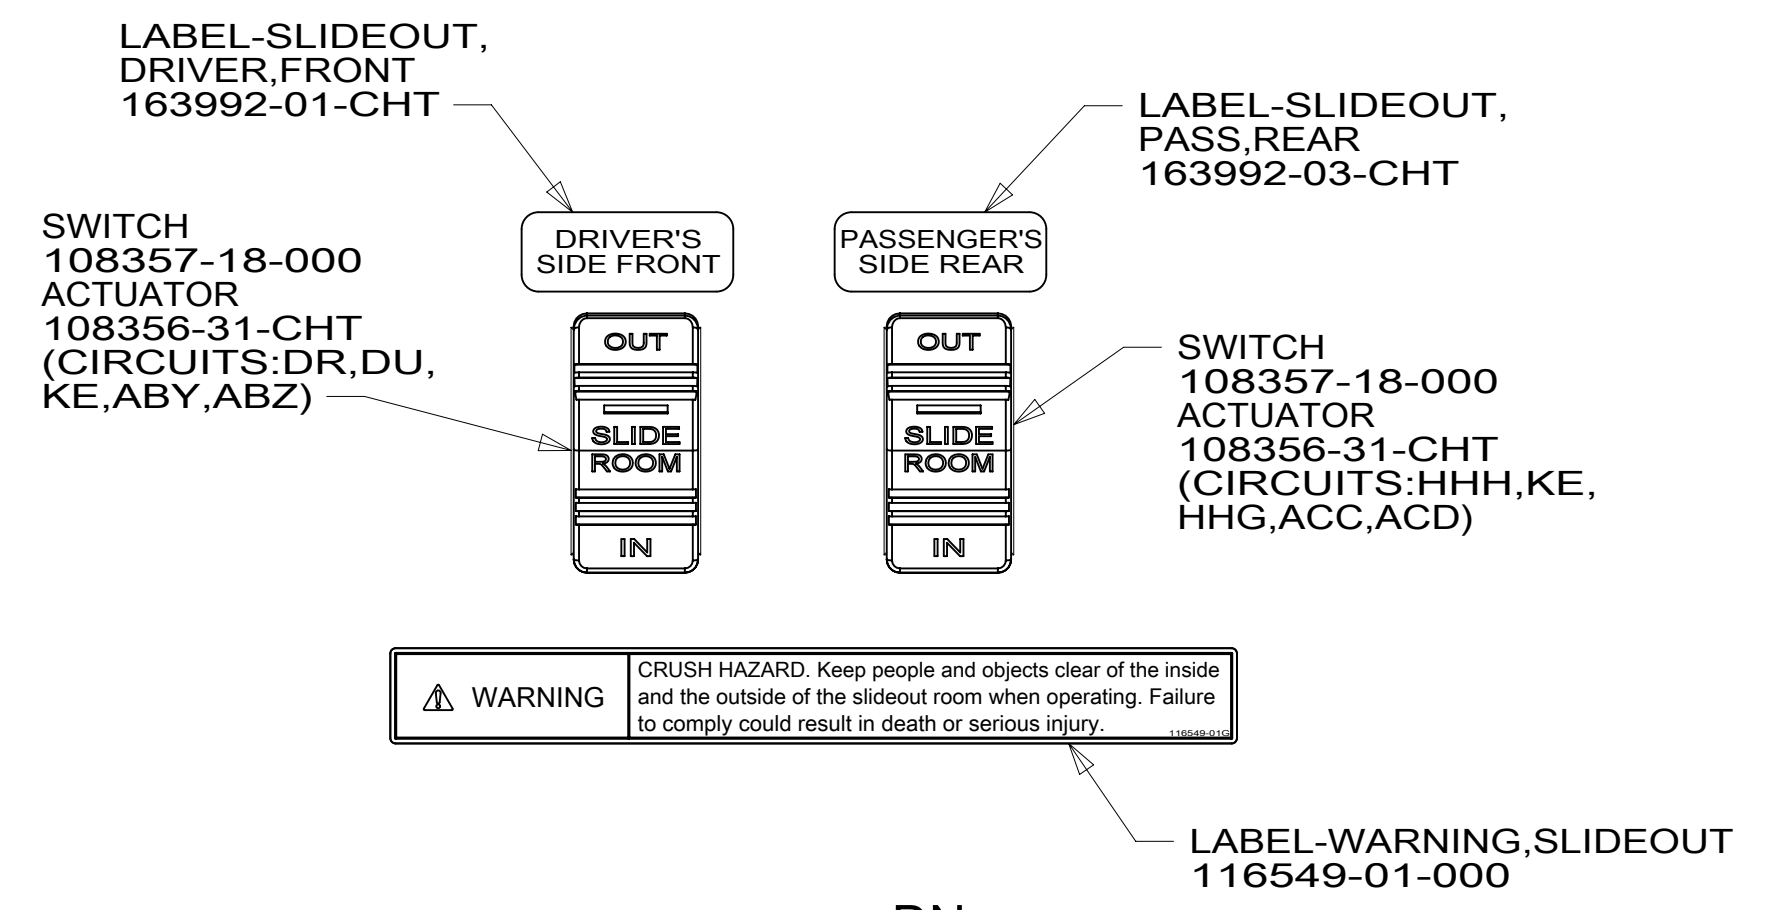 LABEL-SLIDEOUT,
DRIVER,FRONT
163992-01-CHT
LABEL-SLIDEOUT,
PASS,REAR
163992-03-CHT
SWITCH
108357-18-000
ACTUATOR
108356-31-CHT
(CIRCUITS:DR,DU,
KE,ABY,ABZ)
DRIVER'S
SIDE FRONT
PASSENGER'S
SIDE REAR
OUT
SLIDE
ROOM
IN
OUT
SLIDE
ROOM
IN
SWITCH
108357-18-000
ACTUATOR
108356-31-CHT
(CIRCUITS:HHH,KE,
HHG,ACC,ACD)
⚠ WARNING
CRUSH HAZARD. Keep people and objects clear of the inside
and the outside of the slideout room when operating. Failure
to comply could result in death or serious injury.
116549-01G
LABEL-WARNING,SLIDEOUT
116549-01-000